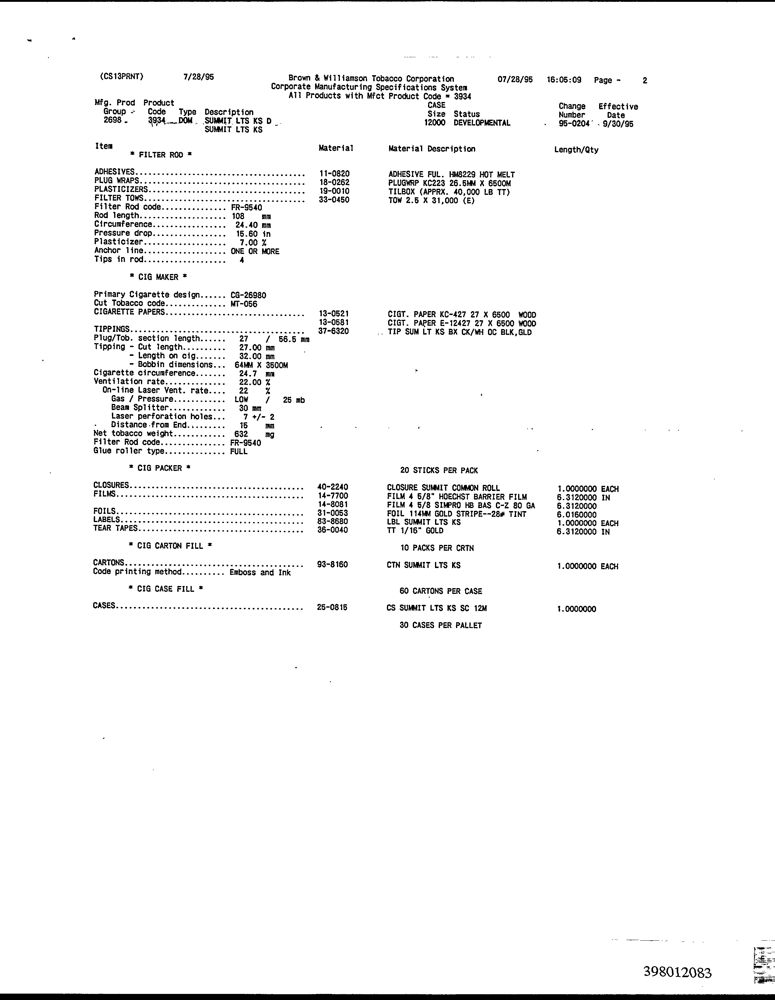 (CS13PRNT) 7/28/95 Brown & Williamson Tobacco Corporation 07/28/95 16:05:09 Page - 2
Corporate Manufacturing Specifications System
All Products with Mfct Product Code = 3934
Mfg. Prod Product CASE Change Effective
Group - Code Type Description Size Status Number Date
2698 - 3934 DOM SUMMIT LTS KS D 12000 DEVELOPMENTAL 95-0204 9/30/95
SUMMIT LTS KS
Item Material Material Description Length/Qty
* FILTER ROD *
ADHESIVES....................................... 11-0820 ADHESIVE FUL. HM8229 HOT MELT
PLUG WRAPS...................................... 18-0262 PLUGWRP KC223 26.5MM X 6500M
PLASTICIZERS.................................... 19-0010 TILBOX (APPRX. 40,000 LB TT)
FILTER TOWS..................................... 33-0450 TOW 2.5 X 31,000 (E)
Filter Rod code............... FR-9540
Rod length.................... 108 mm
Circumference................. 24.40 mm
Pressure drop................. 15.60 in
Plasticizer................... 7.00 %
Anchor line................... ONE OR MORE
Tips in rod................... 4
* CIG MAKER *
Primary Cigarette design...... CG-26980
Cut Tobacco code.............. MT-056
CIGARETTE PAPERS................................ 13-0521 CIGT. PAPER KC-427 27 X 6500 WOOD
13-0581 CIGT. PAPER E-12427 27 X 6500 WOOD
TIPPINGS........................................ 37-6320 TIP SUM LT KS BX CK/WH OC BLK,GLD
Plug/Tob. section length...... 27 / 56.5 mm
Tipping - Cut length.......... 27.00 mm
- Length on cig....... 32.00 mm
- Bobbin dimensions... 64MM X 3500M
Cigarette circumference....... 24.7 mm
Ventilation rate.............. 22.00 %
On-line Laser Vent. rate.... 22 %
Gas / Pressure............ LOW / 25 mb
Beam Splitter............. 30 mm
Laser perforation holes... 7 +/- 2
Distance from End......... 15 mm
Net tobacco weight............ 632 mg
Filter Rod code............... FR-9540
Glue roller type.............. FULL
* CIG PACKER * 20 STICKS PER PACK
CLOSURES........................................ 40-2240 CLOSURE SUMMIT COMMON ROLL 1.0000000 EACH
FILMS........................................... 14-7700 FILM 4 5/8" HOECHST BARRIER FILM 6.3120000 IN
14-8081 FILM 4 5/8 SIMPRO HB BAS C-Z 80 GA 6.3120000
FOILS........................................... 31-0053 FOIL 114MM GOLD STRIPE--28# TINT 6.0160000
LABELS.......................................... 83-8680 LBL SUMMIT LTS KS 1.0000000 EACH
TEAR TAPES...................................... 36-0040 TT 1/16" GOLD 6.3120000 IN
* CIG CARTON FILL * 10 PACKS PER CRTN
CARTONS......................................... 93-8160 CTN SUMMIT LTS KS 1.0000000 EACH
Code printing method.......... Emboss and Ink
* CIG CASE FILL * 60 CARTONS PER CASE
CASES........................................... 25-0815 CS SUMMIT LTS KS SC 12M 1.0000000
30 CASES PER PALLET
398012083